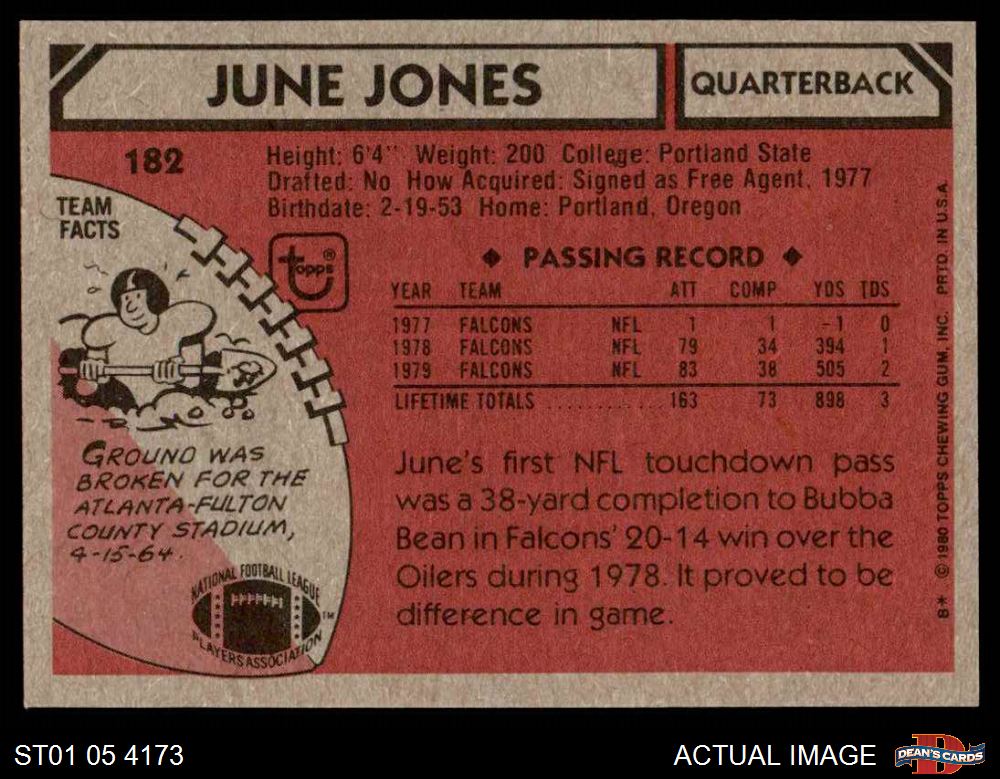 JUNE JONES
QUARTERBACK
182
Height: 6'4" Weight: 200 College: Portland State
Drafted: No How Acquired: Signed as Free Agent, 1977
Birthdate: 2-19-53 Home: Portland, Oregon
TEAM
FACTS
topps®
◆ PASSING RECORD ◆
YEAR TEAM ATT COMP YDS TDS
1977 FALCONS NFL 1 1 -1 0
1978 FALCONS NFL 79 34 394 1
1979 FALCONS NFL 83 38 505 2
LIFETIME TOTALS ............ 163 73 898 3
GROUND WAS
BROKEN FOR THE
ATLANTA-FULTON
COUNTY STADIUM,
4-15-64.
June's first NFL touchdown pass
was a 38-yard completion to Bubba
Bean in Falcons' 20-14 win over the
Oilers during 1978. It proved to be
difference in game.
NATIONAL FOOTBALL LEAGUE
PLAYERS ASSOCIATION
TM
B* © 1980 TOPPS CHEWING GUM, INC. PRTD. IN U.S.A.
ST01 05 4173
ACTUAL IMAGE
DEAN'S CARDS